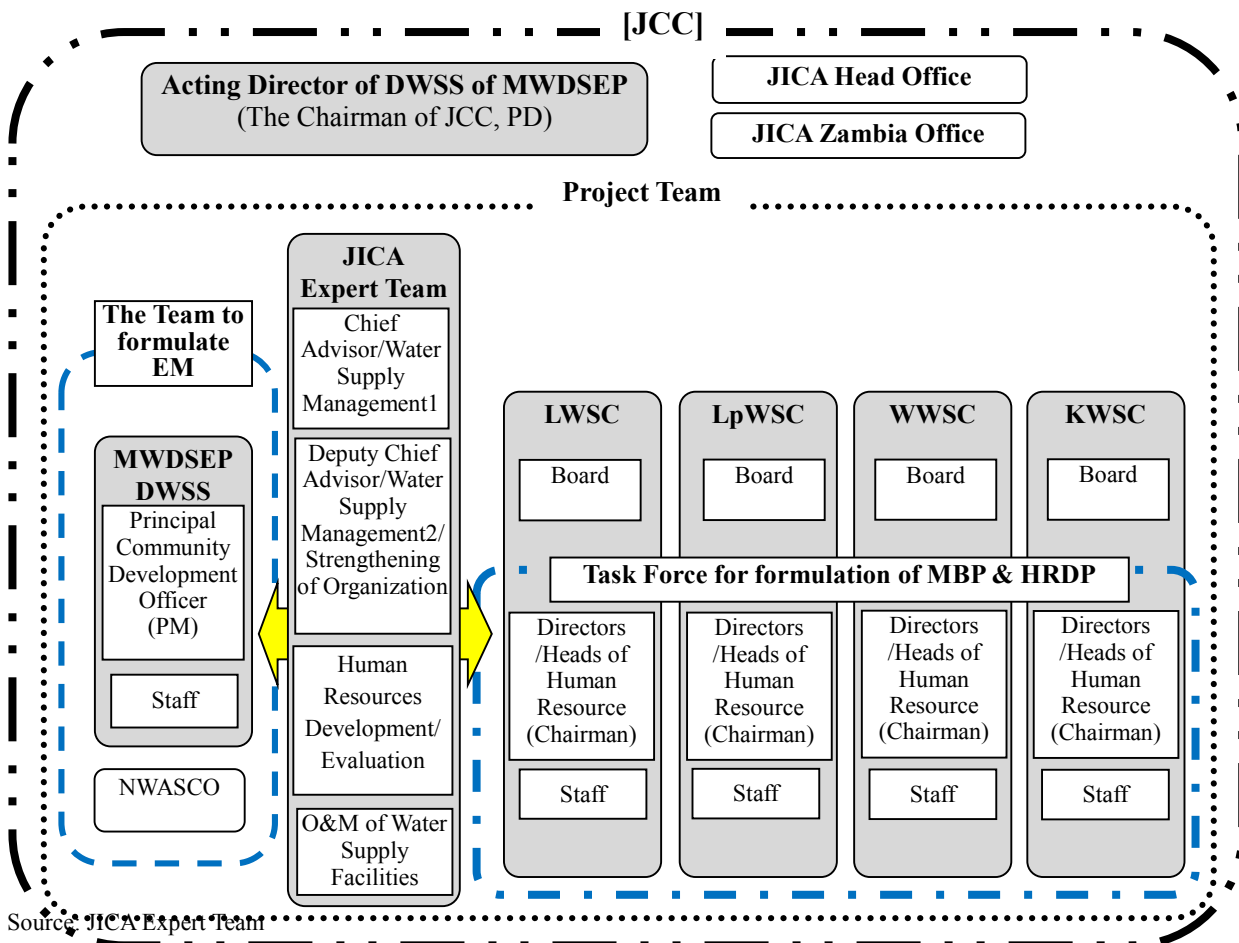 [JCC]
Acting Director of DWSS of MWDSEP
(The Chairman of JCC, PD)
JICA Head Office
JICA Zambia Office
Project Team
The Team to
formulate
EM
MWDSEP
DWSS
Principal
Community
Development
Officer
(PM)
Staff
NWASCO
JICA
Expert Team
Chief
Advisor/Water
Supply
Management1
Deputy Chief
Advisor/Water
Supply
Management2/
Strengthening
of Organization
Human
Resources
Development/
Evaluation
O&M of Water
Supply
Facilities
LWSC
LpWSC
WWSC
KWSC
Board
Board
Board
Board
Task Force for formulation of MBP & HRDP
Directors
/Heads of
Human
Resource
(Chairman)
Directors
/Heads of
Human
Resource
(Chairman)
Directors
/Heads of
Human
Resource
(Chairman)
Directors
/Heads of
Human
Resource
(Chairman)
Staff
Staff
Staff
Staff
Source: JICA Expert Team